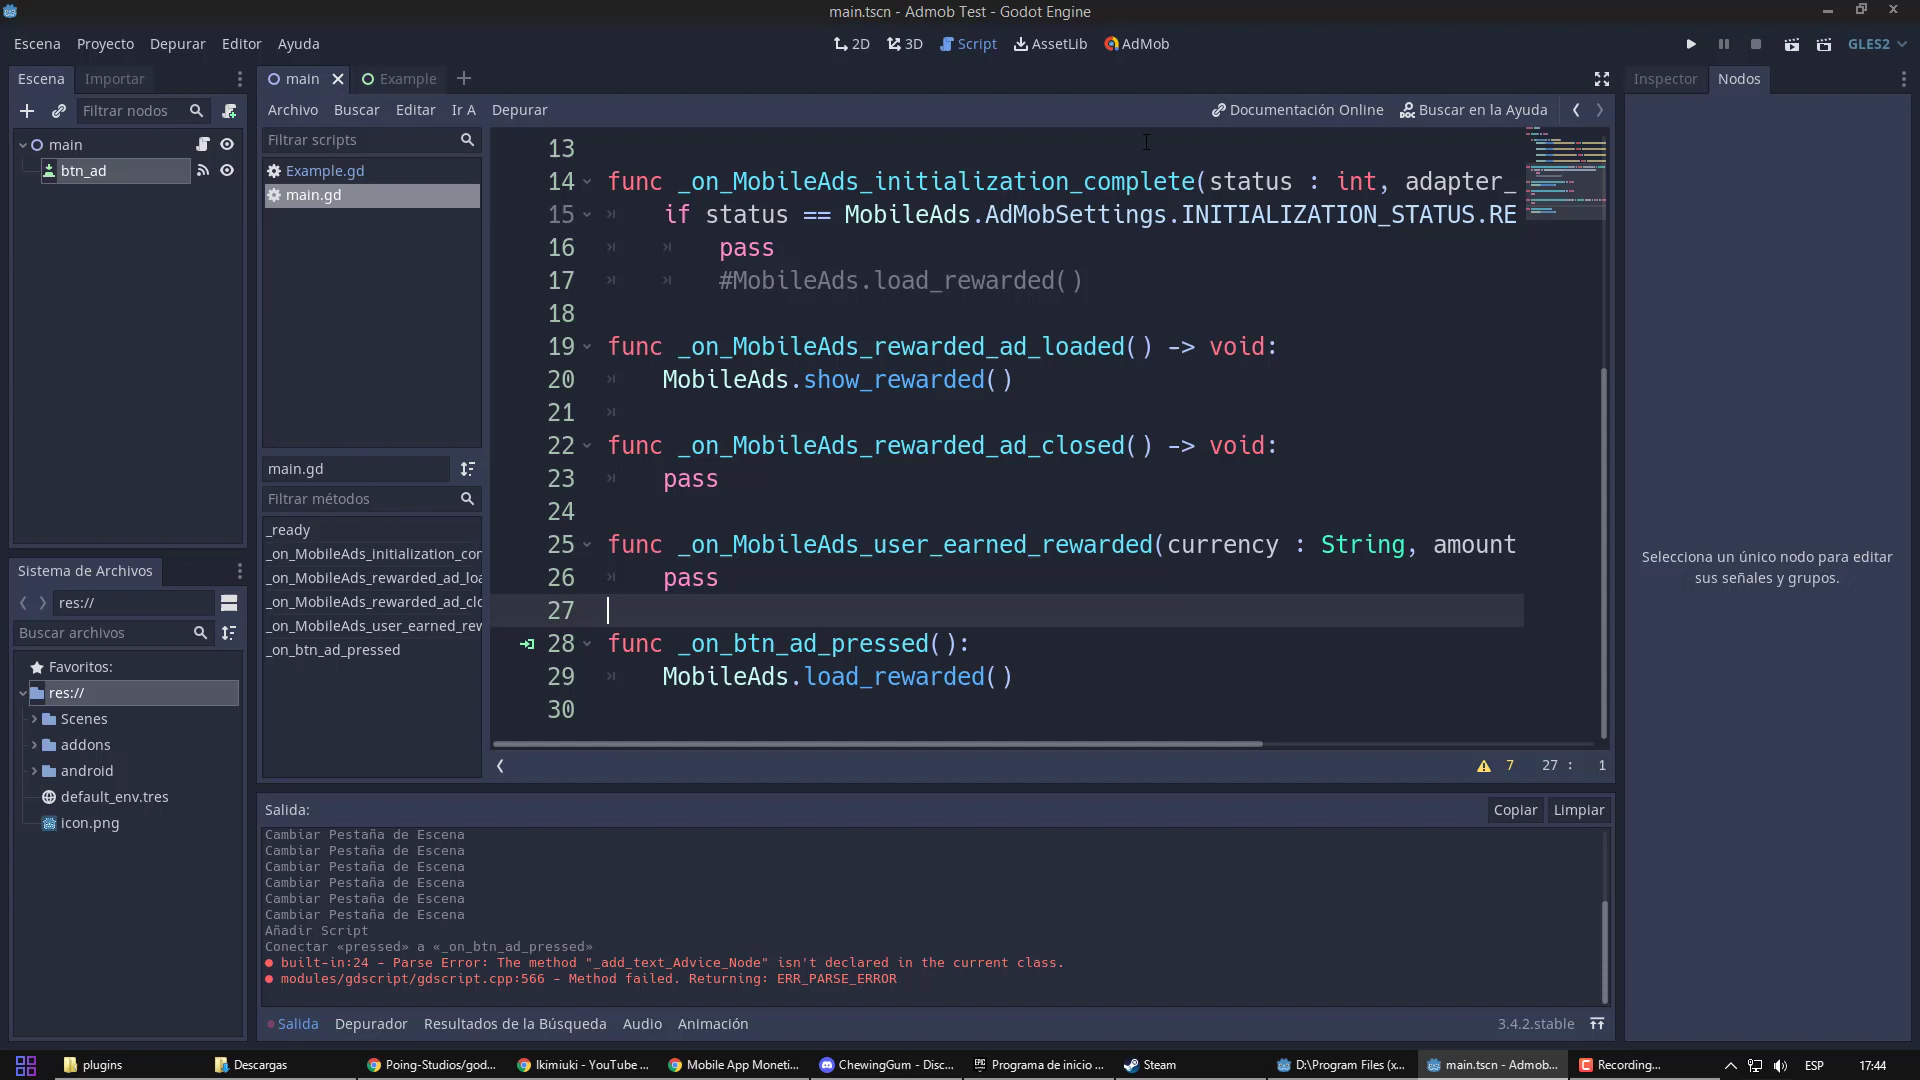 main.tscn - Admob Test - Godot Engine
Escena Proyecto Depurar Editor Ayuda
2D 3D Script AssetLib AdMob
GLES2
Escena Importar
Filtrar nodos
main
btn_ad
main Example
Archivo Buscar Editar Ir A Depurar
Documentación Online Buscar en la Ayuda
Filtrar scripts
Example.gd
main.gd
main.gd
Filtrar métodos
_ready
_on_MobileAds_initialization_con
_on_MobileAds_rewarded_ad_loa
_on_MobileAds_rewarded_ad_clo
_on_MobileAds_user_earned_rew
_on_btn_ad_pressed
13
14 func _on_MobileAds_initialization_complete(status : int, adapter_
15 if status == MobileAds.AdMobSettings.INITIALIZATION_STATUS.RE
16 pass
17 #MobileAds.load_rewarded()
18
19 func _on_MobileAds_rewarded_ad_loaded() -> void:
20 MobileAds.show_rewarded()
21
22 func _on_MobileAds_rewarded_ad_closed() -> void:
23 pass
24
25 func _on_MobileAds_user_earned_rewarded(currency : String, amount
26 pass
27
28 func _on_btn_ad_pressed():
29 MobileAds.load_rewarded()
30
7 27 : 1
Inspector Nodos
Selecciona un único nodo para editar
sus señales y grupos.
Sistema de Archivos
res://
Buscar archivos
Favoritos:
res://
Scenes
addons
android
default_env.tres
icon.png
Salida: Copiar Limpiar
Cambiar Pestaña de Escena
Cambiar Pestaña de Escena
Cambiar Pestaña de Escena
Cambiar Pestaña de Escena
Cambiar Pestaña de Escena
Cambiar Pestaña de Escena
Añadir Script
Conectar «pressed» a «_on_btn_ad_pressed»
built-in:24 - Parse Error: The method "_add_text_Advice_Node" isn't declared in the current class.
modules/gdscript/gdscript.cpp:566 - Method failed. Returning: ERR_PARSE_ERROR
Salida Depurador Resultados de la Búsqueda Audio Animación 3.4.2.stable
plugins Descargas Poing-Studios/god... Ikimiuki - YouTube ... Mobile App Moneti... ChewingGum - Disc... Programa de inicio ... Steam D:\Program Files (x... main.tscn - Admob... Recording... ESP 17:44